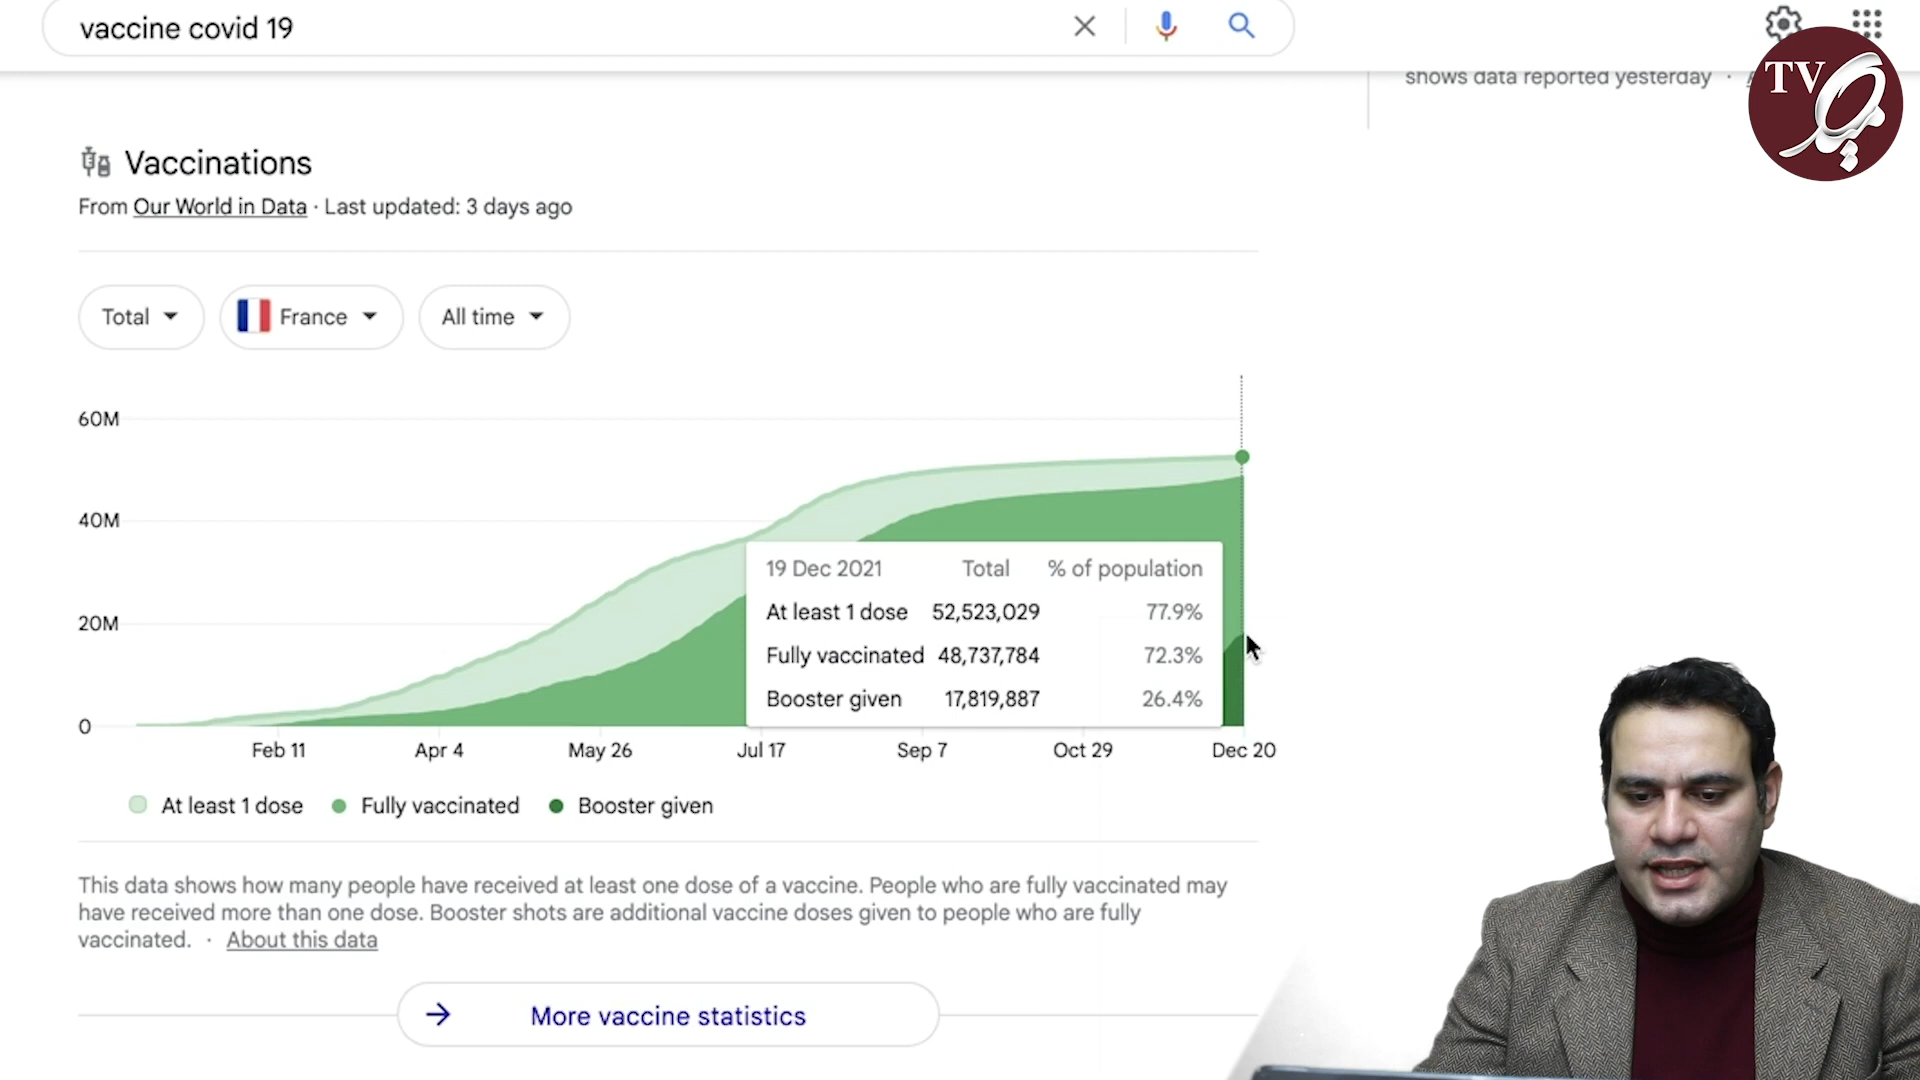 vaccine covid 19
shows data reported yesterday ·
TV
Vaccinations
From Our World in Data · Last updated: 3 days ago
Total
France
All time
60M
40M
20M
0
19 Dec 2021 Total % of population
At least 1 dose 52,523,029 77.9%
Fully vaccinated 48,737,784 72.3%
Booster given 17,819,887 26.4%
Feb 11 Apr 4 May 26 Jul 17 Sep 7 Oct 29 Dec 20
At least 1 dose Fully vaccinated Booster given
This data shows how many people have received at least one dose of a vaccine. People who are fully vaccinated may
have received more than one dose. Booster shots are additional vaccine doses given to people who are fully
vaccinated. · About this data
More vaccine statistics